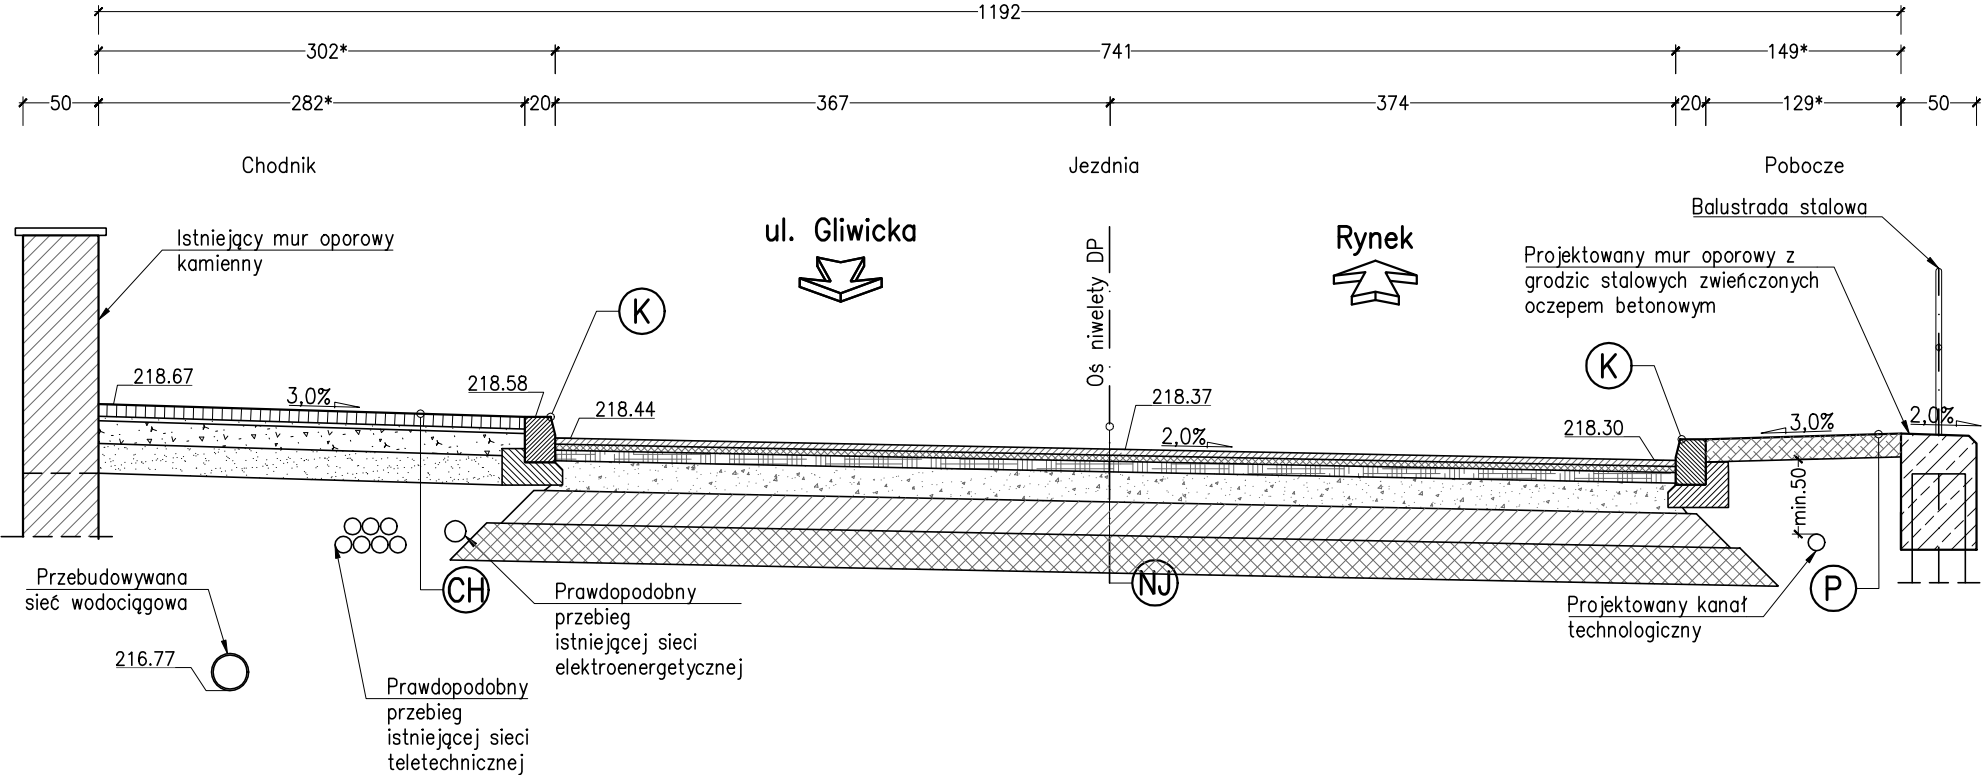 1192
302*
741
149*
50
282*
20
367
374
20
129*
50
Chodnik
Jezdnia
Pobocze
Balustrada stalowa
ul. Gliwicka
Rynek
Istniejący mur oporowy
kamienny
Oś niwelety DP
Projektowany mur oporowy z
grodzic stalowych zwieńczonych
oczepem betonowym
K
K
218.67
3,0%
218.58
218.44
218.37
2,0%
218.30
3,0%
2,0%
min.50
Przebudowywana
sieć wodociągowa
216.77
CH
Prawdopodobny
przebieg
istniejącej sieci
elektroenergetycznej
NJ
P
Projektowany kanał
technologiczny
Prawdopodobny
przebieg
istniejącej sieci
teletechnicznej